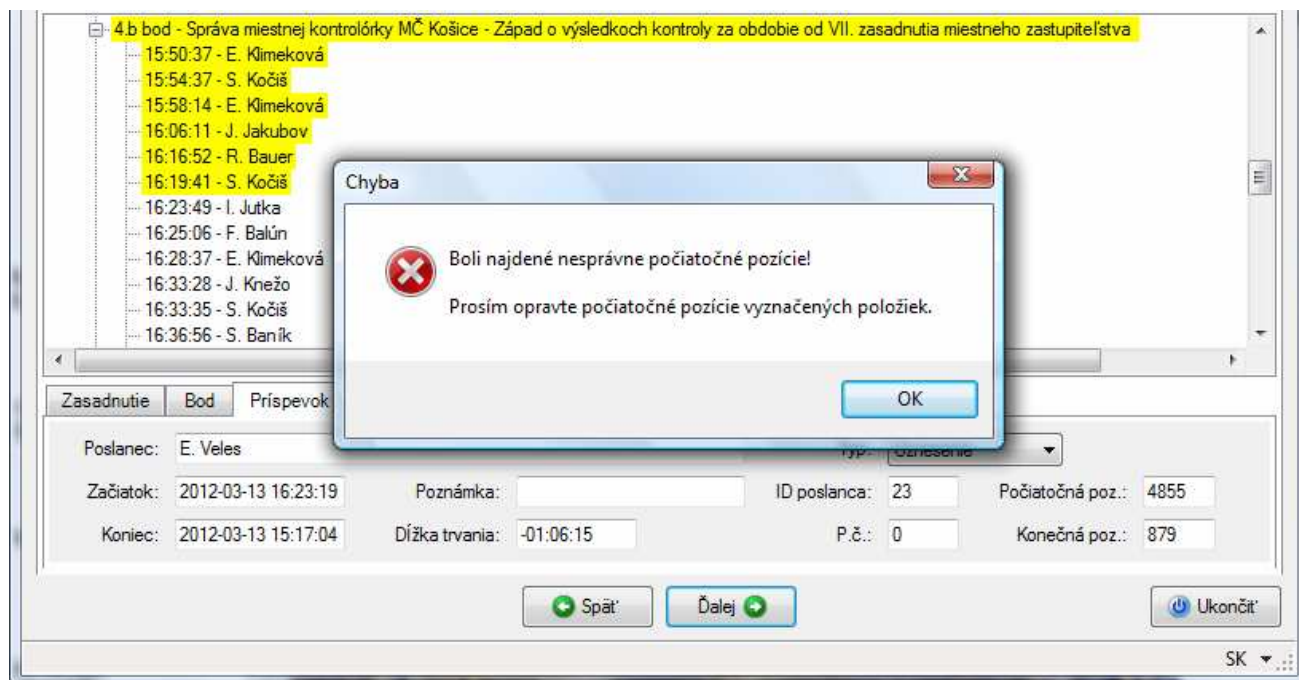 4.b bod - Správa miestnej kontrolórky MČ Košice - Západ o výsledkoch kontroly za obdobie od VII. zasadnutia miestneho zastupiteľstva
15:50:37 - E. Klimeková
15:54:37 - S. Kočiš
15:58:14 - E. Klimeková
16:06:11 - J. Jakubov
16:16:52 - R. Bauer
16:19:41 - S. Kočiš
16:23:49 - I. Jutka
16:25:06 - F. Balún
16:28:37 - E. Klimeková
16:33:28 - J. Knežo
16:33:35 - S. Kočiš
16:36:56 - S. Baník
Chyba
Boli najdené nesprávne počiatočné pozície!
Prosím opravte počiatočné pozície vyznačených položiek.
OK
Zasadnutie Bod Príspevok
Poslanec: E. Veles Typ: Uznesenie
Začiatok: 2012-03-13 16:23:19 Poznámka: ID poslanca: 23 Počiatočná poz.: 4855
Koniec: 2012-03-13 15:17:04 Dĺžka trvania: -01:06:15 P.č.: 0 Konečná poz.: 879
Späť Ďalej Ukončiť
SK